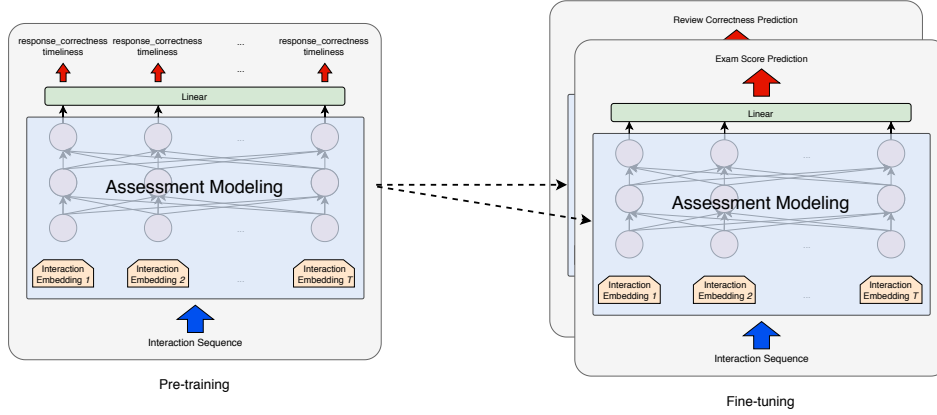 response_correctness response_correctness ... response_correctness
timeliness timeliness ... timeliness
Linear
...
Assessment Modeling
...
Interaction Embedding 1
Interaction Embedding 2
...
Interaction Embedding T
Interaction Sequence
Pre-training
Review Correctness Prediction
Exam Score Prediction
Linear
...
Assessment Modeling
...
Interaction Embedding 1
Interaction Embedding 2
...
Interaction Embedding T
Interaction Sequence
Fine-tuning